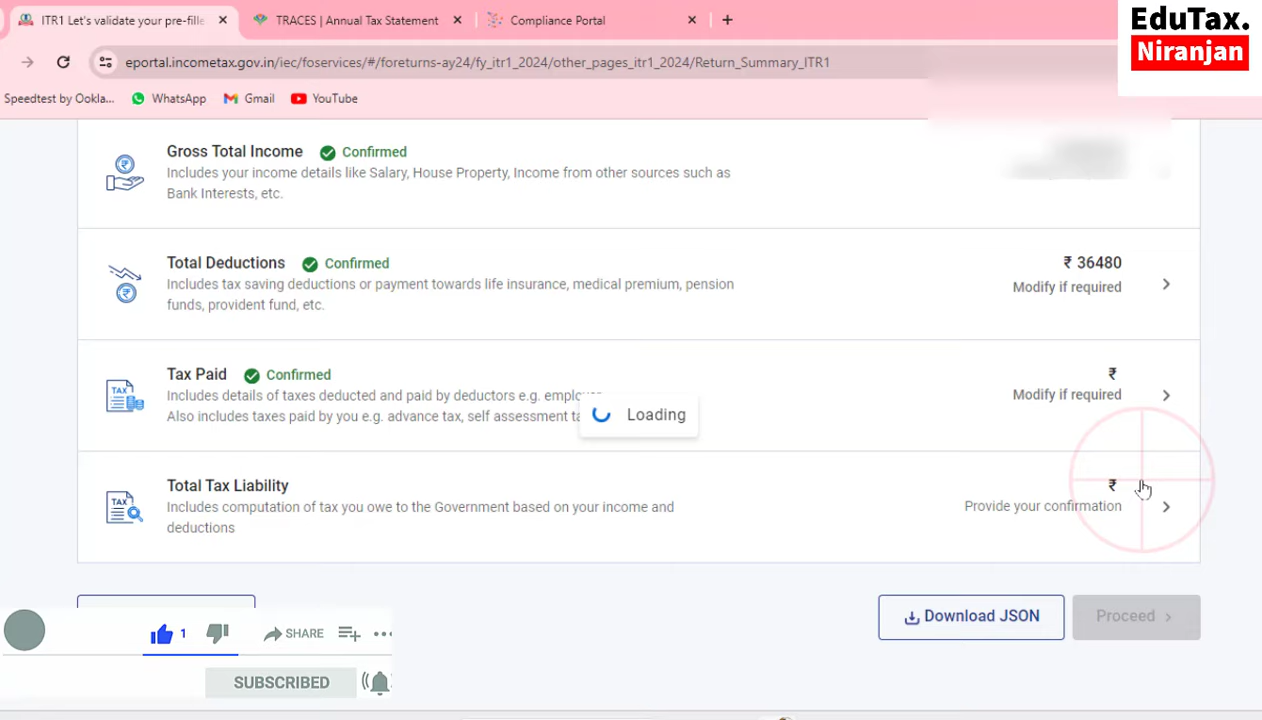 ITR1 Let's validate your pre-fille
TRACES | Annual Tax Statement
Compliance Portal
EduTax.
Niranjan
eportal.incometax.gov.in/iec/foservices/#/foreturns-ay24/fy_itr1_2024/other_pages_itr1_2024/Return_Summary_ITR1
Speedtest by Ookla...
WhatsApp
Gmail
YouTube
Gross Total Income
Confirmed
Includes your income details like Salary, House Property, Income from other sources such as
Bank Interests, etc.
Total Deductions
Confirmed
₹ 36480
Includes tax saving deductions or payment towards life insurance, medical premium, pension
funds, provident fund, etc.
Modify if required
Tax Paid
Confirmed
₹
Includes details of taxes deducted and paid by deductors e.g. employer
Also includes taxes paid by you e.g. advance tax, self assessment
Modify if required
Loading
Total Tax Liability
₹
Includes computation of tax you owe to the Government based on your income and
deductions
Provide your confirmation
Download JSON
Proceed >
1
SHARE
SUBSCRIBED